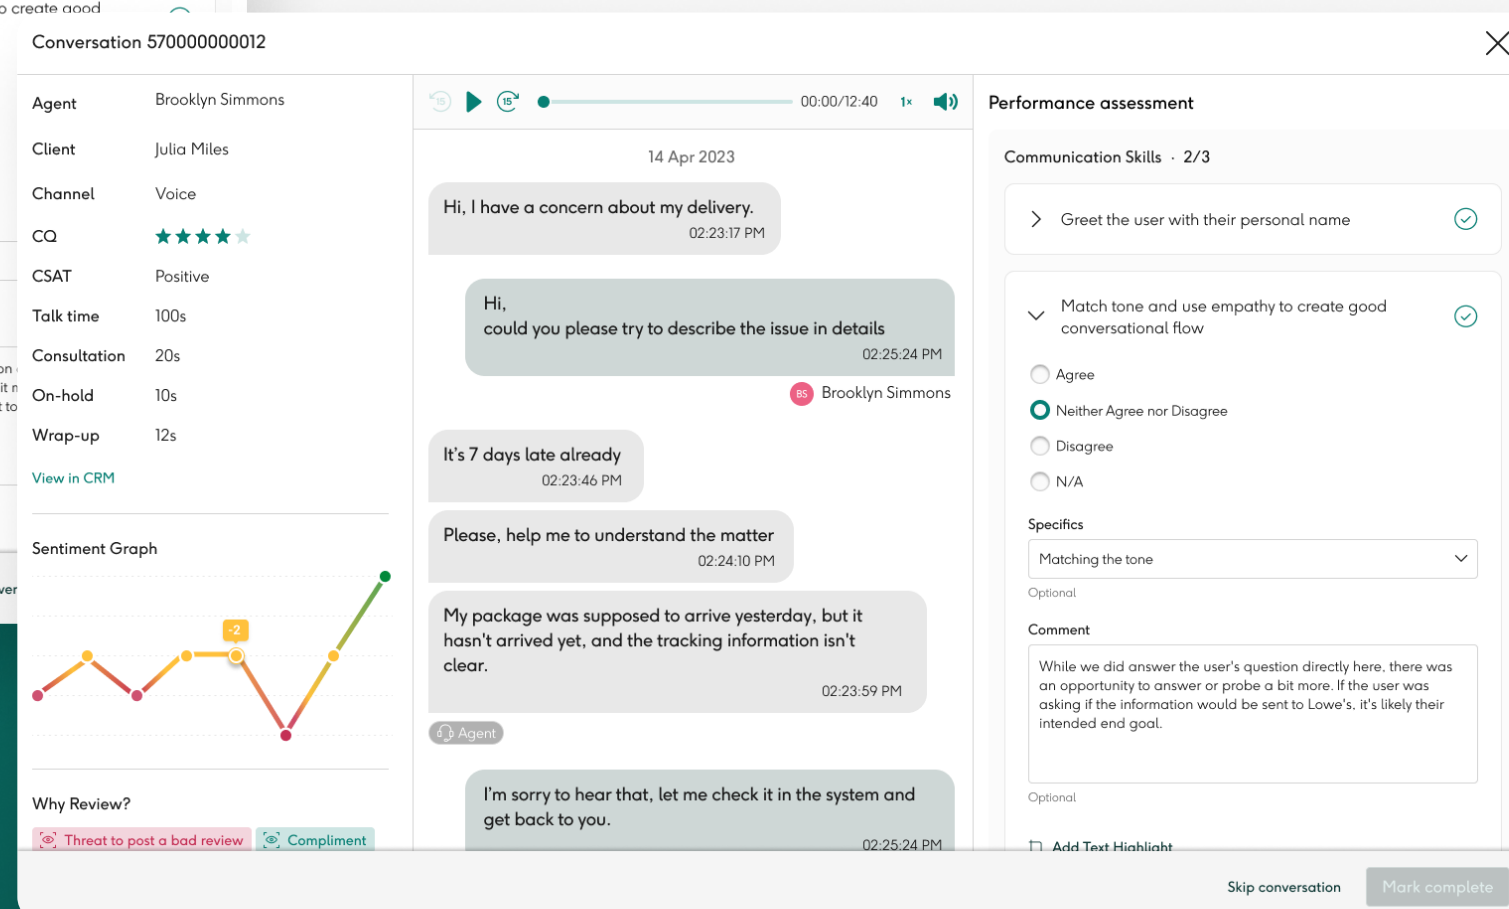 o create good
Conversation 570000000012
Agent
Brooklyn Simmons
Client
Julia Miles
Channel
Voice
CQ
CSAT
Positive
Talk time
100s
Consultation
20s
On-hold
10s
Wrap-up
12s
View in CRM
Sentiment Graph
-2
Why Review?
Threat to post a bad review
Compliment
15
15
00:00/12:40
1x
14 Apr 2023
Hi, I have a concern about my delivery.
02:23:17 PM
Hi,
could you please try to describe the issue in details
02:25:24 PM
BS
Brooklyn Simmons
It's 7 days late already
02:23:46 PM
Please, help me to understand the matter
02:24:10 PM
My package was supposed to arrive yesterday, but it
hasn't arrived yet, and the tracking information isn't
clear.
02:23:59 PM
Agent
I'm sorry to hear that, let me check it in the system and
get back to you.
02:25:24 PM
Performance assessment
Communication Skills · 2/3
Greet the user with their personal name
Match tone and use empathy to create good
conversational flow
Agree
Neither Agree nor Disagree
Disagree
N/A
Specifics
Matching the tone
Optional
Comment
While we did answer the user's question directly here, there was
an opportunity to answer or probe a bit more. If the user was
asking if the information would be sent to Lowe's, it's likely their
intended end goal.
Optional
Add Text Highlight
Skip conversation
Mark complete